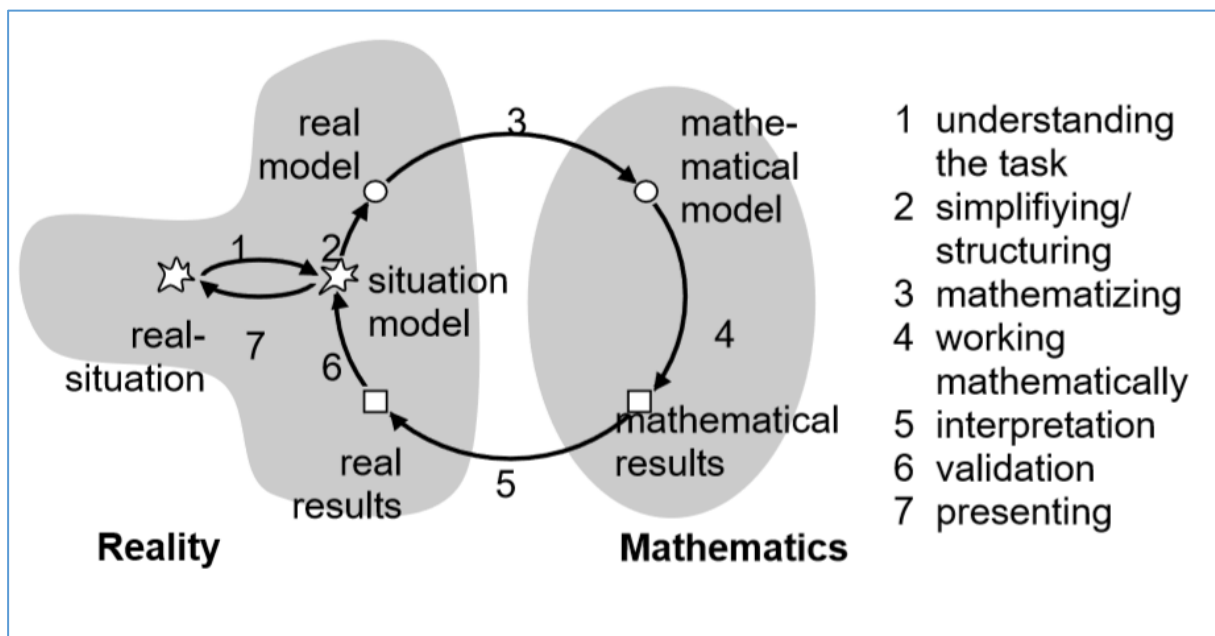 real
model
3
mathe-
matical
model
1
2
situation
model
real-
situation
7
6
4
real
results
5
mathematical
results
Reality
Mathematics
1 understanding
the task
2 simplifiying/
structuring
3 mathematizing
4 working
mathematically
5 interpretation
6 validation
7 presenting